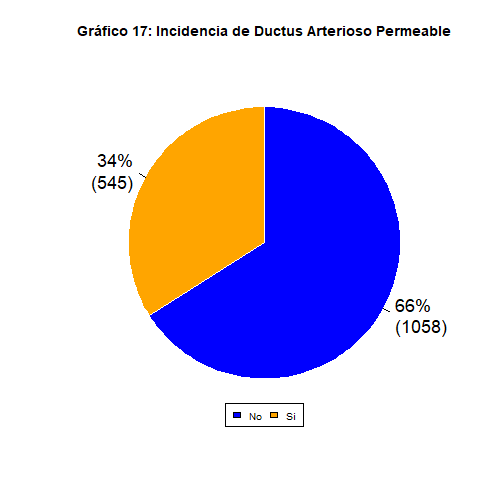 Gráfico 17: Incidencia de Ductus Arterioso Permeable
34%
(545)
66%
(1058)
No Si